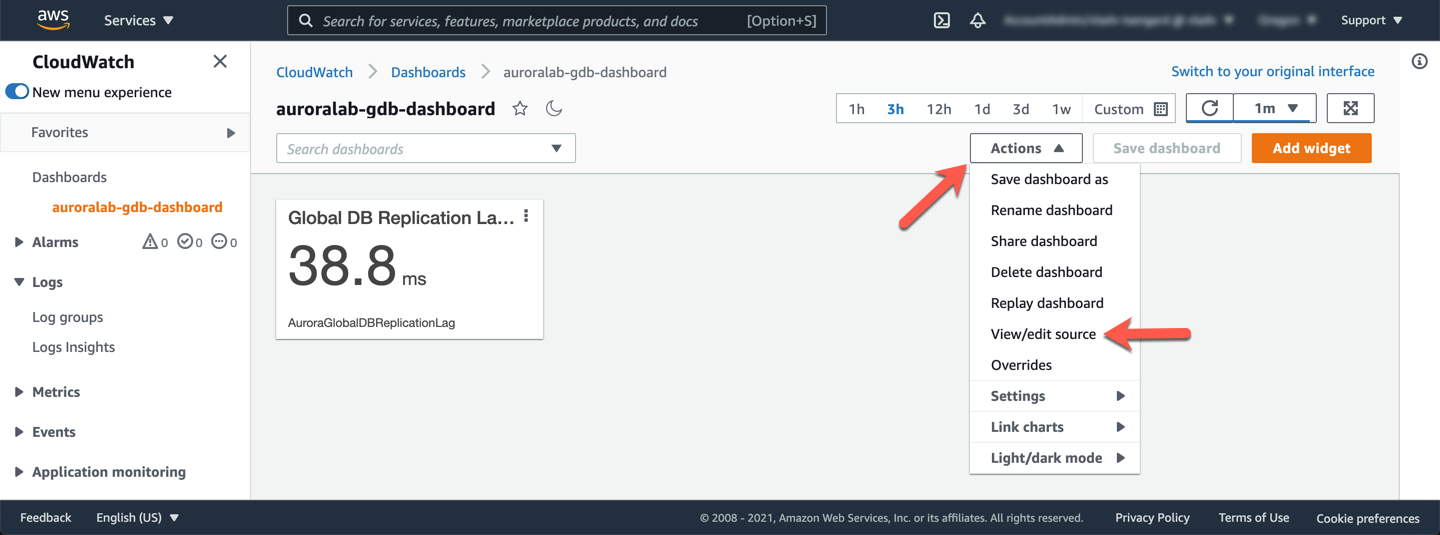 aws
Services
Search for services, features, marketplace products, and docs [Option+S]
Support
CloudWatch
New menu experience
Favorites
Dashboards
auroralab-gdb-dashboard
Alarms 0 0 0
Logs
Log groups
Logs Insights
Metrics
Events
Application monitoring
CloudWatch Dashboards auroralab-gdb-dashboard
Switch to your original interface
auroralab-gdb-dashboard
1h 3h 12h 1d 3d 1w Custom 1m
Search dashboards
Actions Save dashboard Add widget
Save dashboard as
Rename dashboard
Share dashboard
Delete dashboard
Replay dashboard
View/edit source
Overrides
Settings
Link charts
Light/dark mode
Global DB Replication La...
38.8 ms
AuroraGlobalDBReplicationLag
Feedback English (US) © 2008 - 2021, Amazon Web Services, Inc. or its affiliates. All rights reserved. Privacy Policy Terms of Use Cookie preferences